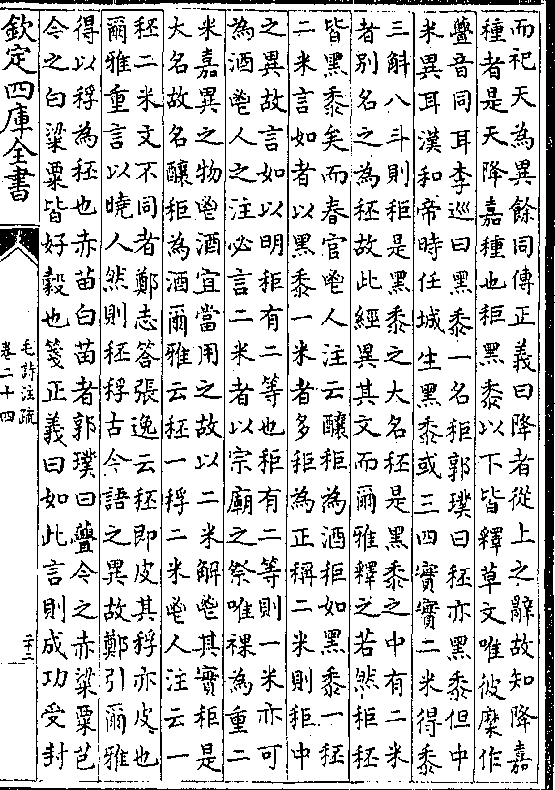 而祀天為異餘同傳正義曰降者從上之辭故知降嘉
種者是天降嘉種也秬黑黍以下皆釋草文唯彼穈作
虋音同耳李巡曰黑黍一名秬郭璞曰秠亦黑黍但中
米異耳漢和帝時任城生黑黍或三四實實二米得黍
三斛八斗則秬是黑黍之大名秠是黑黍之中有二米
者別名之為秠故此經異其文而爾雅釋之若然秬秠
皆黑黍矣而春官鬯人注云釀秬為酒秬如黑黍一秠
二米言如者以黑黍一米者多秬為正稱二米則秬中
之異故言如以明秬有二等也秬有二等則一米亦可
為酒鬯人之注必言二米者以宗廟之祭唯祼為重二
米嘉異之物鬯酒宜當用之故以二米解鬯其實秬是
大名故名釀秬為酒爾雅云秠一稃二米鬯人注云一
秠二米文不同者鄭志答張逸云秠即皮其稃亦皮也
爾雅重言以曉人然則秠稃古今語之異故鄭引爾雅
得以稃為秠也赤苗白苗者郭璞曰虋今之赤粱粟芑
今之白粱粟皆好穀也箋正義曰如此言則成功受封
欽定四庫全書
毛詩注疏
卷二十四
二十二